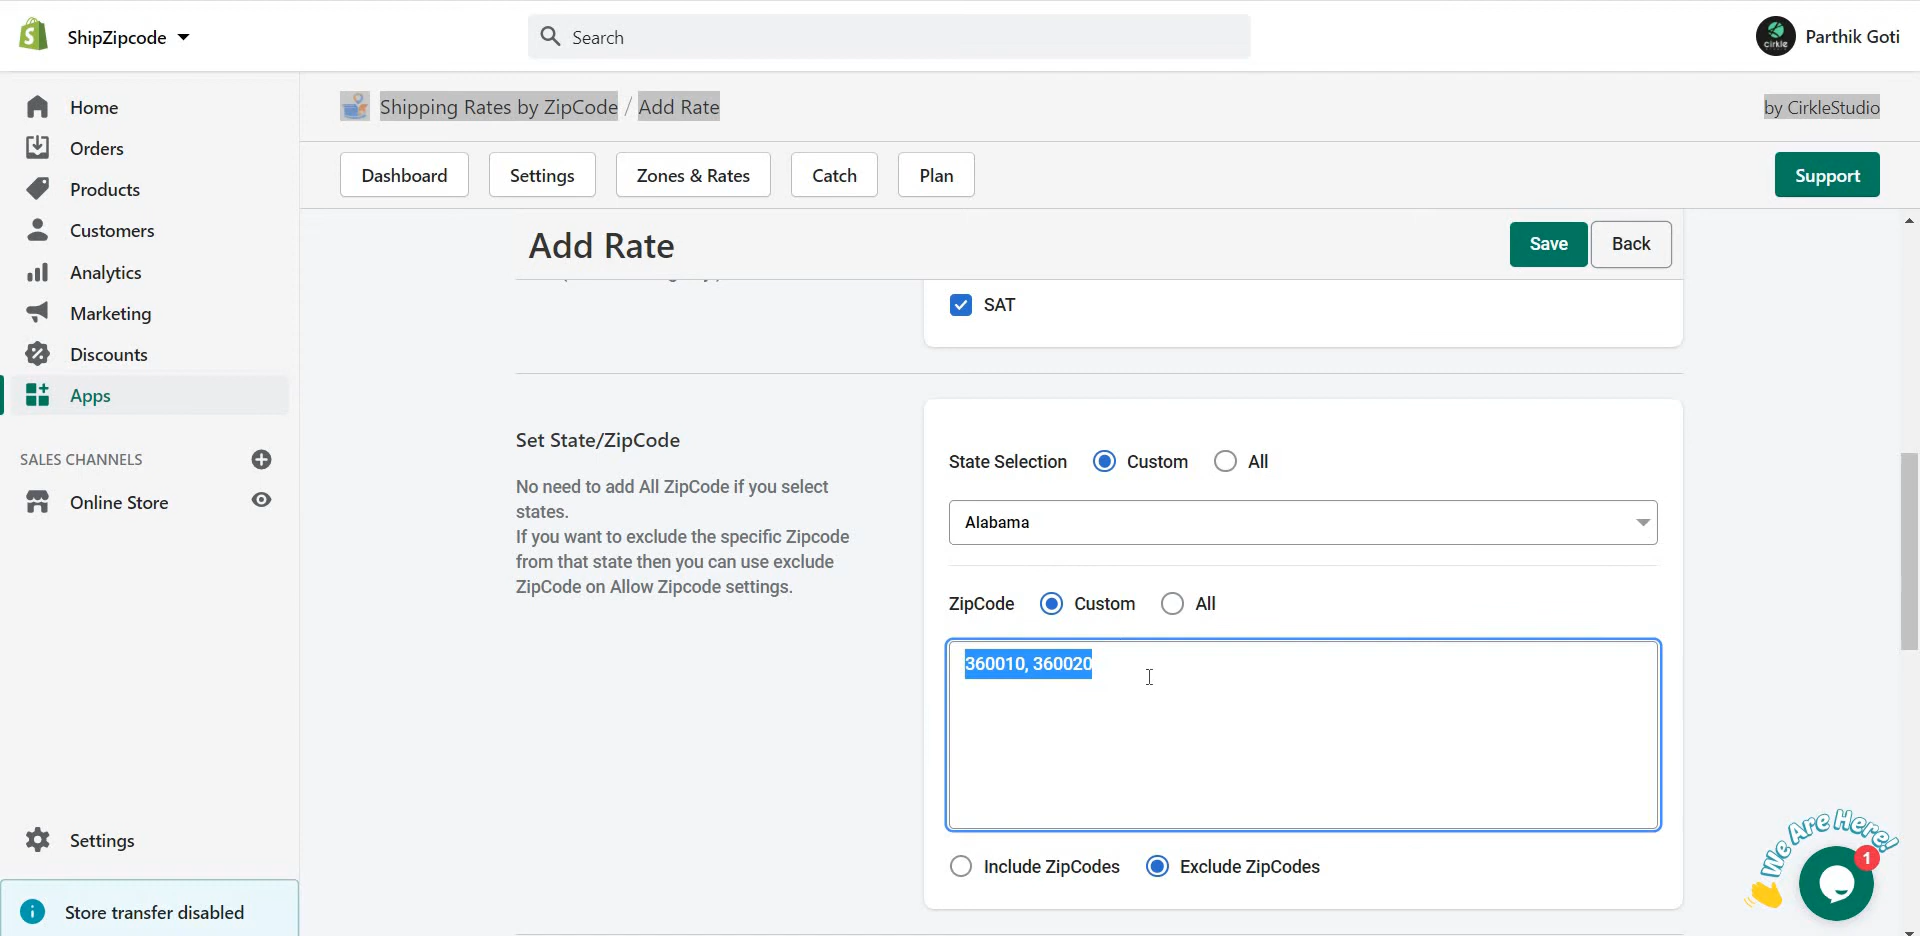 ShipZipcode
Search
cirkle
Parthik Goti
Home
Orders
Products
Customers
Analytics
Marketing
Discounts
Apps
SALES CHANNELS
Online Store
Settings
Store transfer disabled
Shipping Rates by ZipCode / Add Rate
by CirkleStudio
Dashboard
Settings
Zones & Rates
Catch
Plan
Support
Add Rate
Save
Back
SAT
Set State/ZipCode
No need to add All ZipCode if you select
states.
If you want to exclude the specific Zipcode
from that state then you can use exclude
ZipCode on Allow Zipcode settings.
State Selection Custom All
Alabama
ZipCode Custom All
360010, 360020
Include ZipCodes Exclude ZipCodes
We Are Here!
1